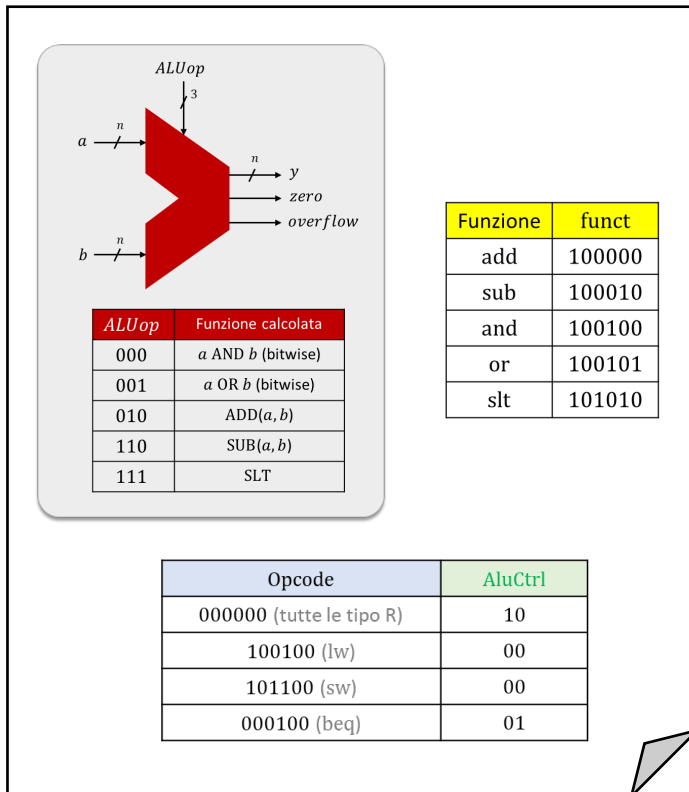 ALUop
3
n
a
n
y
zero
overflow
n
b
ALUop Funzione calcolata
000 a AND b (bitwise)
001 a OR b (bitwise)
010 ADD(a, b)
110 SUB(a, b)
111 SLT
Funzione funct
add 100000
sub 100010
and 100100
or 100101
slt 101010
Opcode AluCtrl
000000 (tutte le tipo R) 10
100100 (lw) 00
101100 (sw) 00
000100 (beq) 01